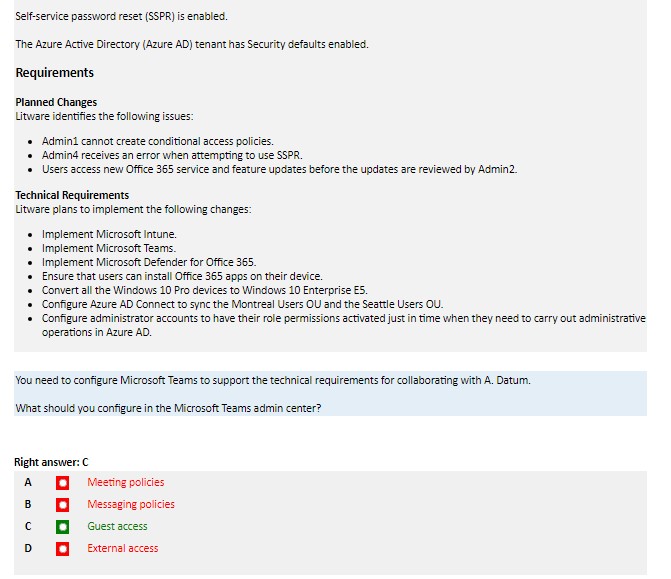 Self-service password reset (SSPR) is enabled.
The Azure Active Directory (Azure AD) tenant has Security defaults enabled.
Requirements
Planned Changes
Litware identifies the following issues:
• Admin1 cannot create conditional access policies.
• Admin4 receives an error when attempting to use SSPR.
• Users access new Office 365 service and feature updates before the updates are reviewed by Admin2.
Technical Requirements
Litware plans to implement the following changes:
• Implement Microsoft Intune.
• Implement Microsoft Teams.
• Implement Microsoft Defender for Office 365.
• Ensure that users can install Office 365 apps on their device.
• Convert all the Windows 10 Pro devices to Windows 10 Enterprise E5.
• Configure Azure AD Connect to sync the Montreal Users OU and the Seattle Users OU.
• Configure administrator accounts to have their role permissions activated just in time when they need to carry out administrative
operations in Azure AD.
You need to configure Microsoft Teams to support the technical requirements for collaborating with A. Datum.
What should you configure in the Microsoft Teams admin center?
Right answer: C
A Meeting policies
B Messaging policies
C Guest access
D External access